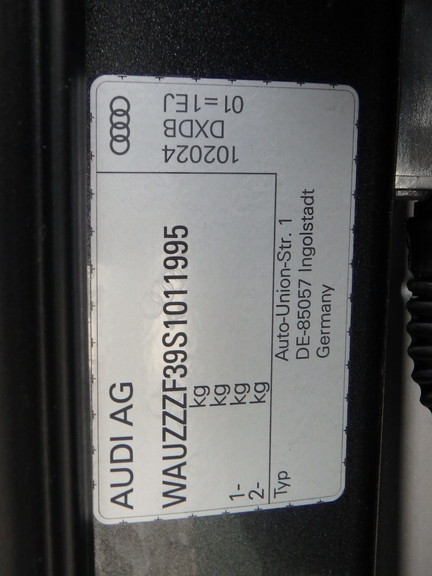 AUDI AG
WAUZZZF39S1011995
kg
kg
1- kg
2- kg
Typ
Auto-Union-Str. 1
DE-85057 Ingolstadt
Germany
102024
DXDB
01=1EJ